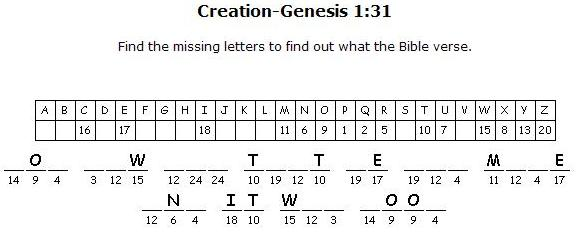 Creation-Genesis 1:31
Find the missing letters to find out what the Bible verse.
A B C D E F G H I J K L M N O P Q R S T U V W X Y Z
16 17 18 11 6 9 1 2 5 10 7 15 8 13 20
O W T T E M E
14 9 4 3 12 15 12 24 24 10 19 12 10 19 17 19 12 4 11 12 4 17
N I T W O O
12 6 4 18 10 15 12 3 14 9 9 4